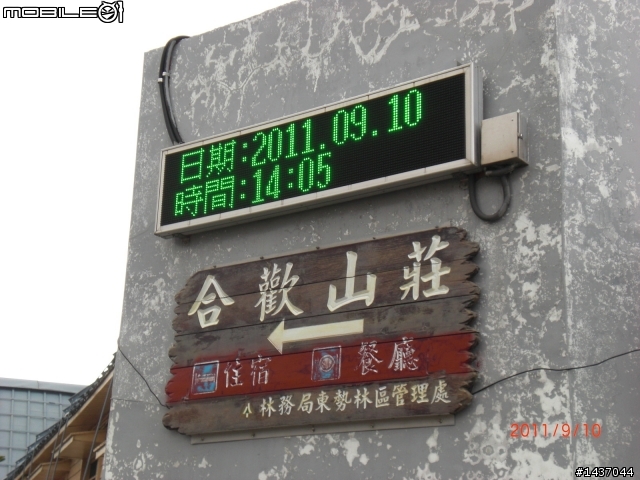 MOBILE01
日期:2011.09.10
時間:14:05
合歡山莊
住宿 餐廳
林務局東勢林區管理處
2011/9/10
#1437044